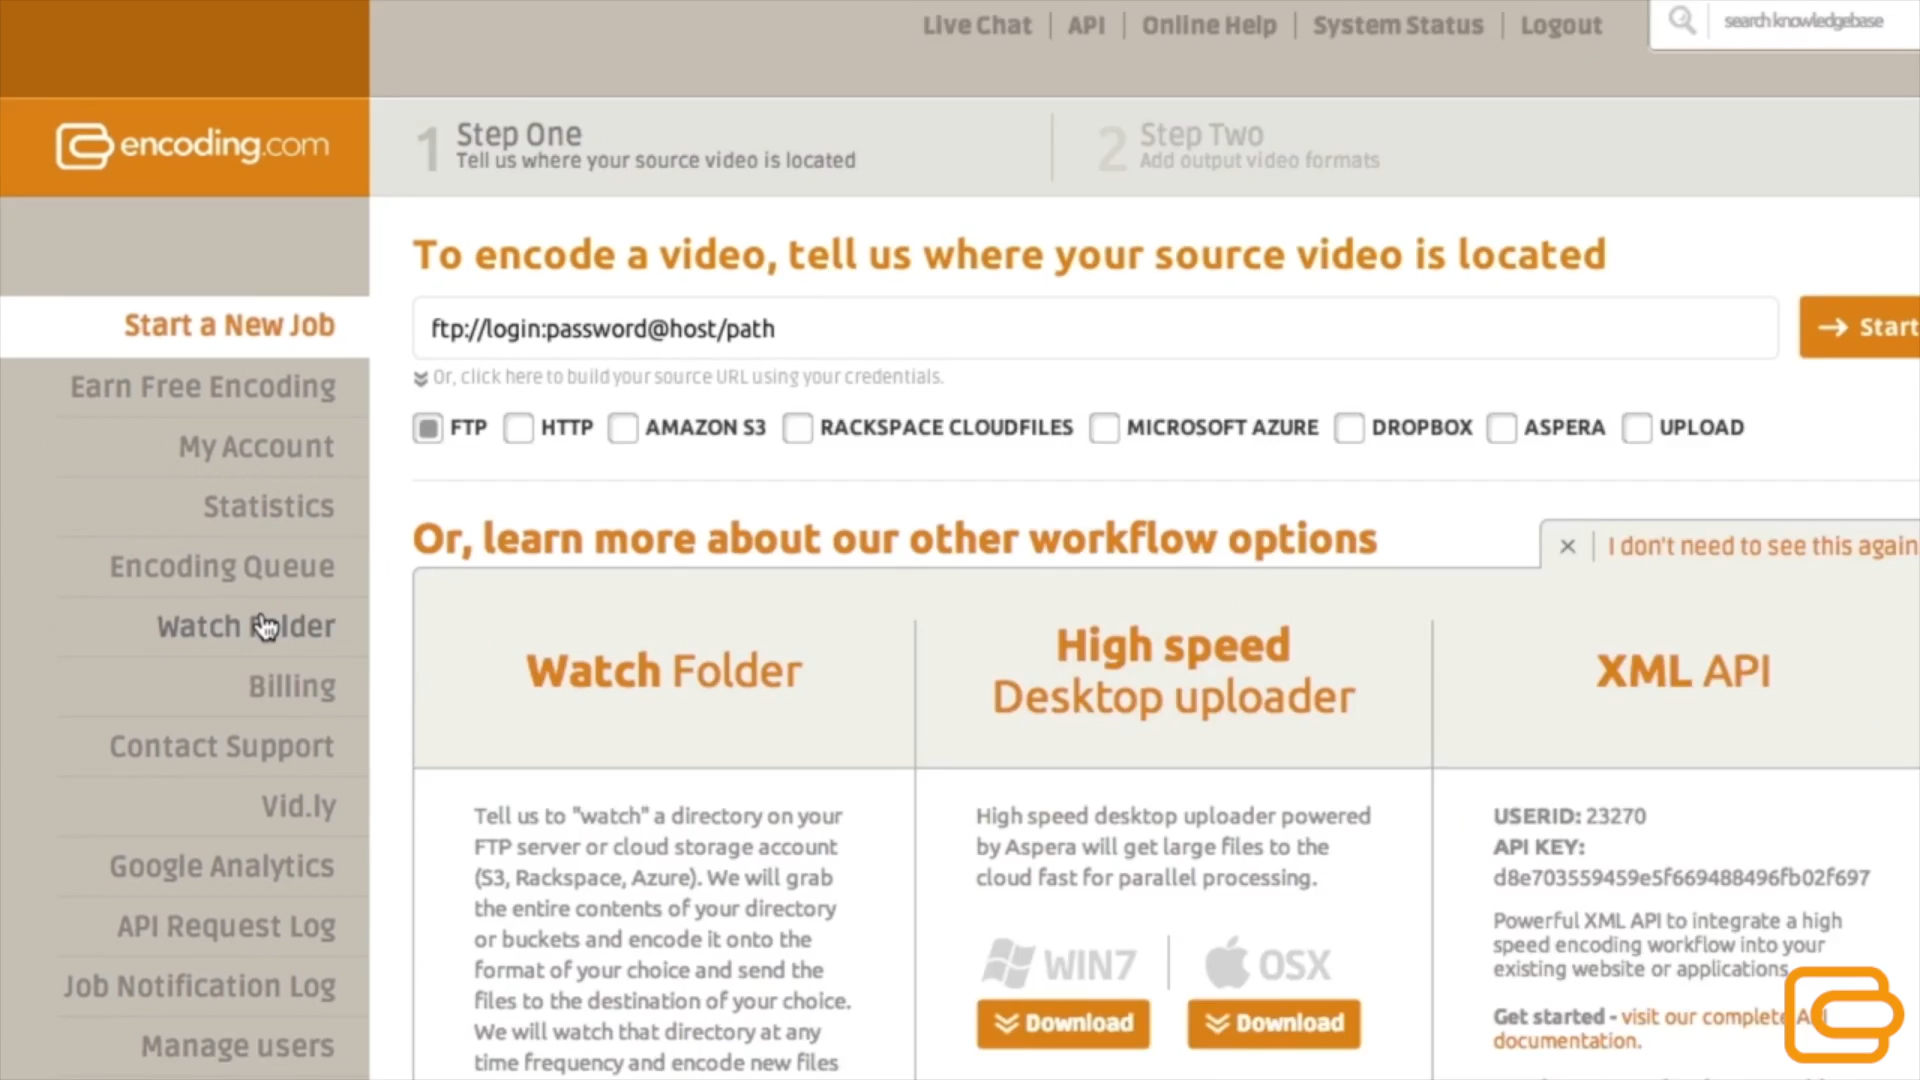 Live Chat | API | Online Help | System Status | Logout
search knowledgebase
encoding.com
1 Step One
Tell us where your source video is located
2 Step Two
Add output video formats
To encode a video, tell us where your source video is located
ftp://login:password@host/path
Start
Or, click here to build your source URL using your credentials.
FTP HTTP AMAZON S3 RACKSPACE CLOUDFILES MICROSOFT AZURE DROPBOX ASPERA UPLOAD
Start a New Job
Earn Free Encoding
My Account
Statistics
Encoding Queue
Watch Folder
Billing
Contact Support
Vid.ly
Google Analytics
API Request Log
Job Notification Log
Manage users
Or, learn more about our other workflow options
I don't need to see this again
Watch Folder
Tell us to "watch" a directory on your
FTP server or cloud storage account
(S3, Rackspace, Azure). We will grab
the entire contents of your directory
or buckets and encode it onto the
format of your choice and send the
files to the destination of your choice.
We will watch that directory at any
time frequency and encode new files
High speed
Desktop uploader
High speed desktop uploader powered
by Aspera will get large files to the
cloud fast for parallel processing.
WIN7 | OSX
Download Download
XML API
USERID: 23270
API KEY:
d8e703559459e5f669488496fb02f697
Powerful XML API to integrate a high
speed encoding workflow into your
existing website or applications
Get started - visit our complete
documentation.